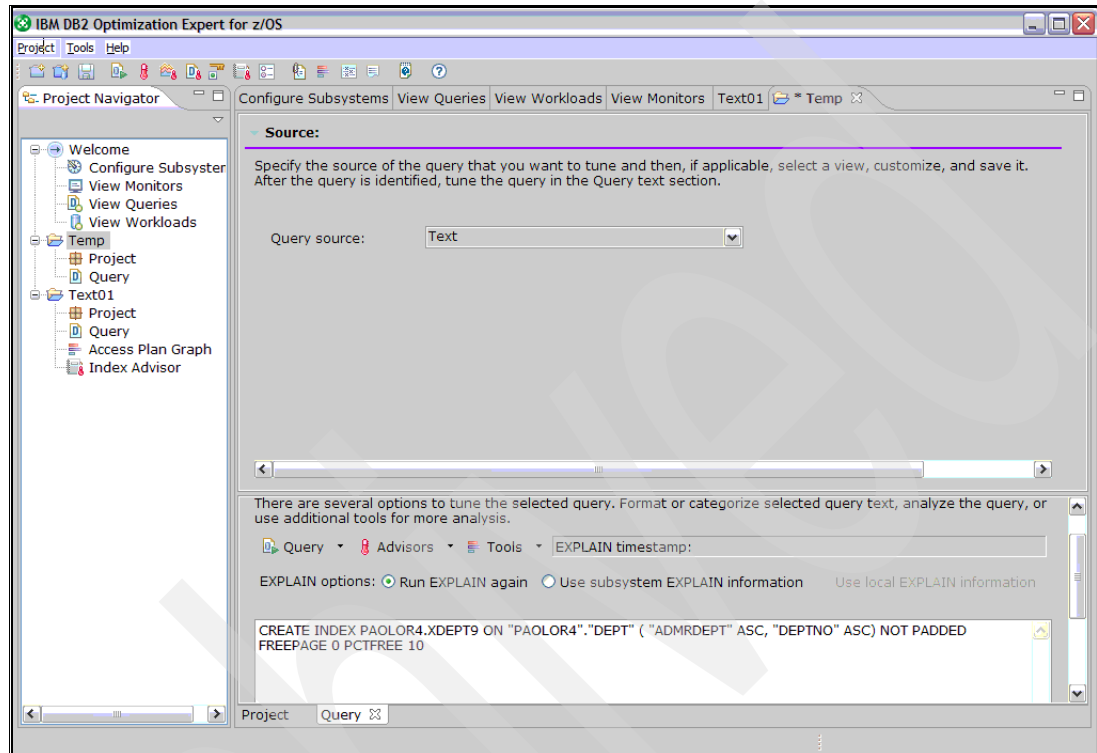 IBM DB2 Optimization Expert for z/OS
Project Tools Help
Project Navigator
Configure Subsystems View Queries View Workloads View Monitors Text01 * Temp
Welcome
Configure Subsyster
View Monitors
View Queries
View Workloads
Temp
Project
Query
Text01
Project
Query
Access Plan Graph
Index Advisor
Source:
Specify the source of the query that you want to tune and then, if applicable, select a view, customize, and save it.
After the query is identified, tune the query in the Query text section.
Query source: Text
There are several options to tune the selected query. Format or categorize selected query text, analyze the query, or
use additional tools for more analysis.
Query Advisors Tools EXPLAIN timestamp:
EXPLAIN options: Run EXPLAIN again Use subsystem EXPLAIN information Use local EXPLAIN information
CREATE INDEX PAOLOR4.XDEPT9 ON "PAOLOR4"."DEPT" ( "ADMRDEPT" ASC, "DEPTNO" ASC) NOT PADDED
FREEPAGE 0 PCTFREE 10
Project Query